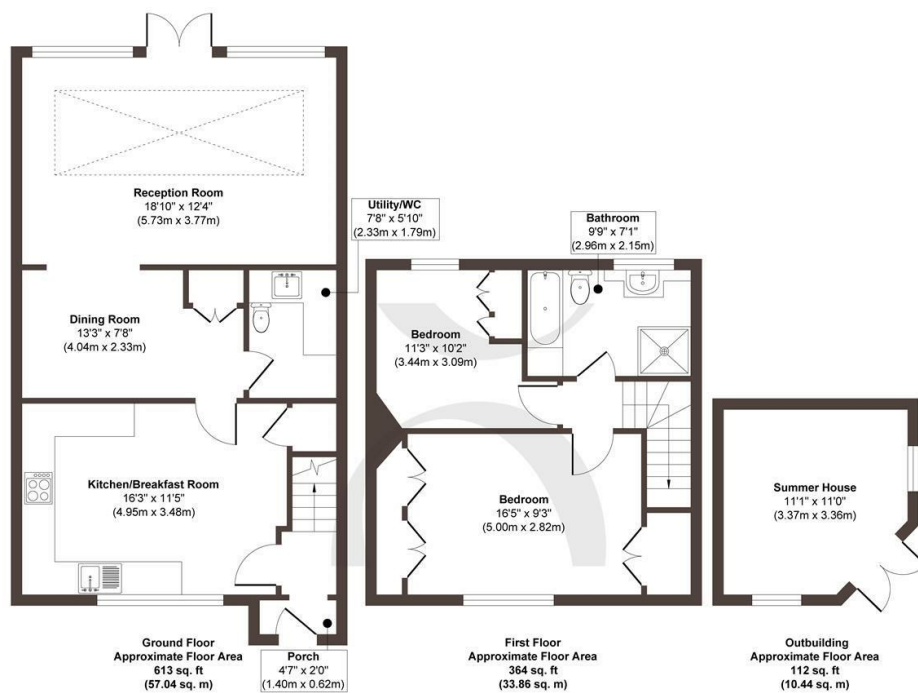 Reception Room
18'10" x 12'4"
(5.73m x 3.77m)
Utility/WC
7'8" x 5'10"
(2.33m x 1.79m)
Bathroom
9'9" x 7'1"
(2.96m x 2.15m)
Dining Room
13'3" x 7'8"
(4.04m x 2.33m)
Bedroom
11'3" x 10'2"
(3.44m x 3.09m)
Kitchen/Breakfast Room
16'3" x 11'5"
(4.95m x 3.48m)
Bedroom
16'5" x 9'3"
(5.00m x 2.82m)
Summer House
11'1" x 11'0"
(3.37m x 3.36m)
Ground Floor
Approximate Floor Area
613 sq. ft
(57.04 sq. m)
Porch
4'7" x 2'0"
(1.40m x 0.62m)
First Floor
Approximate Floor Area
364 sq. ft
(33.86 sq. m)
Outbuilding
Approximate Floor Area
112 sq. ft
(10.44 sq. m)